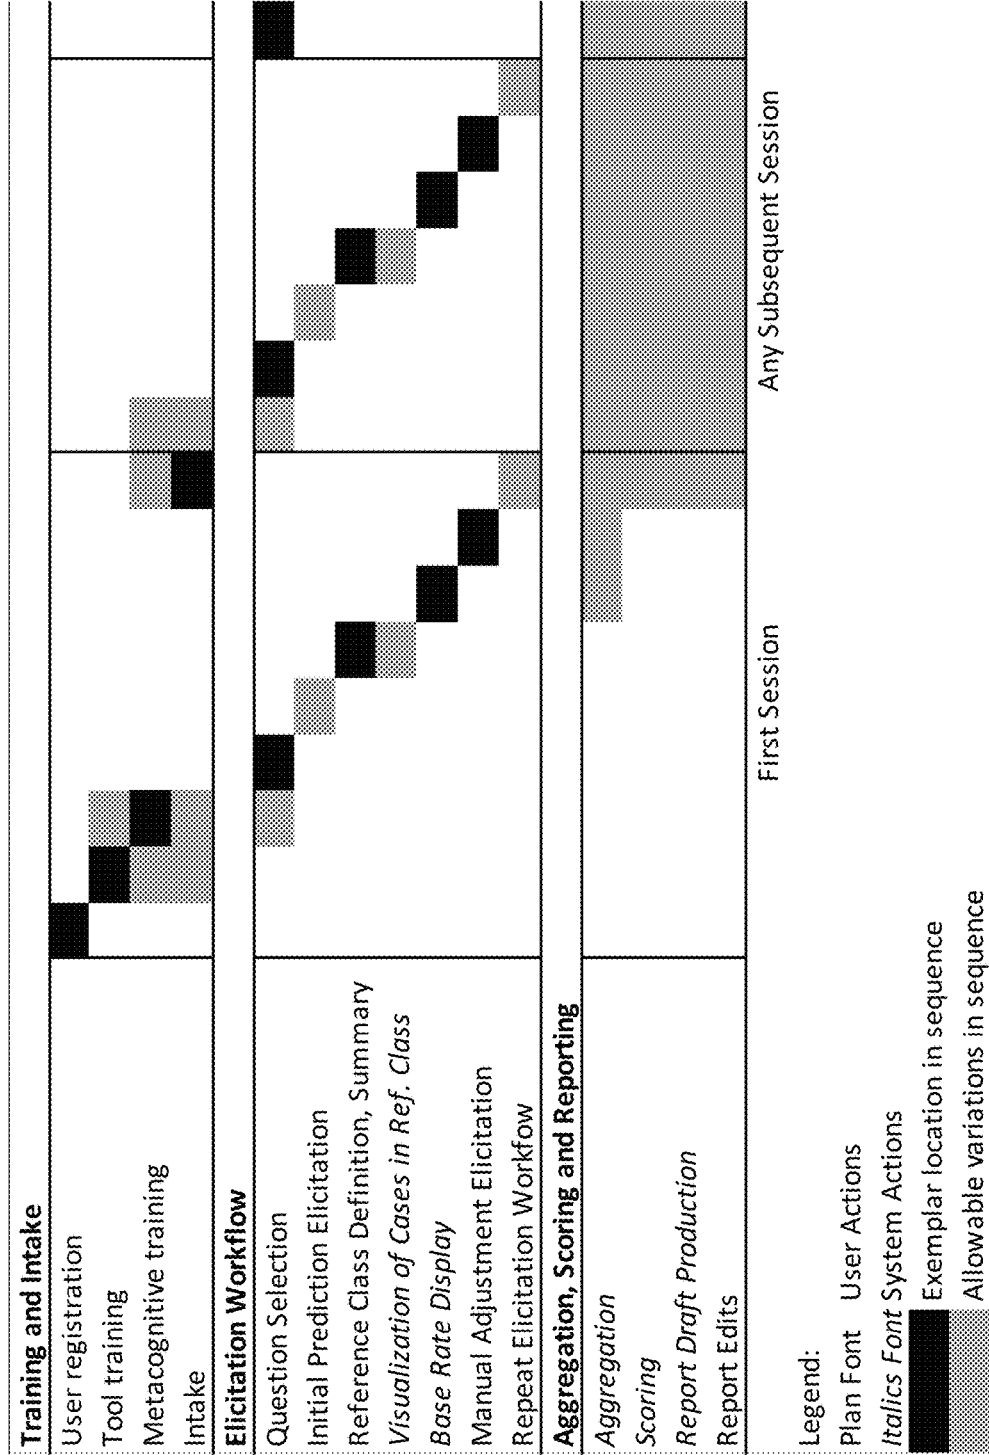 Training and Intake
User registration
Tool training
Metacognitive training
Intake
Elicitation Workflow
Question Selection
Initial Prediction Elicitation
Reference Class Definition, Summary
Visualization of Cases in Ref. Class
Base Rate Display
Manual Adjustment Elicitation
Repeat Elicitation Workfow
Aggregation, Scoring and Reporting
Aggregation
Scoring
Report Draft Production
Report Edits
First Session
Any Subsequent Session
Legend:
Plan Font User Actions
Italics Font System Actions
Exemplar location in sequence
Allowable variations in sequence